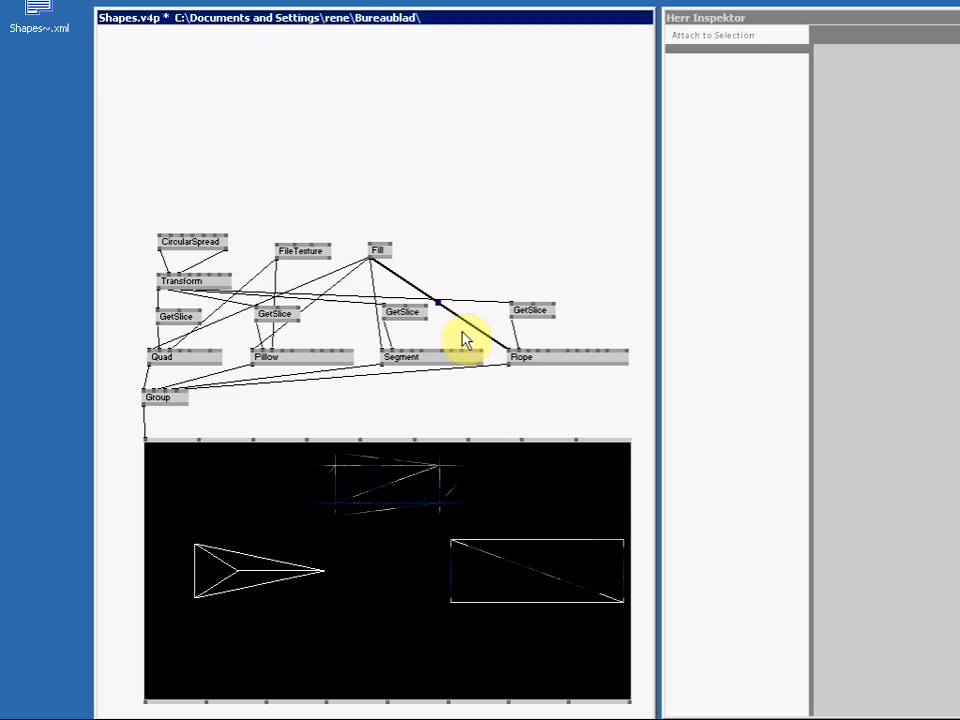 Shapes~.xml
Shapes.v4p * C:\Documents and Settings\rene\Bureaublad\
Herr Inspektor
Attach to Selection
CircularSpread
FileTexture
Fill
Transform
GetSlice
GetSlice
GetSlice
GetSlice
Quad
Pillow
Segment
Rope
Group